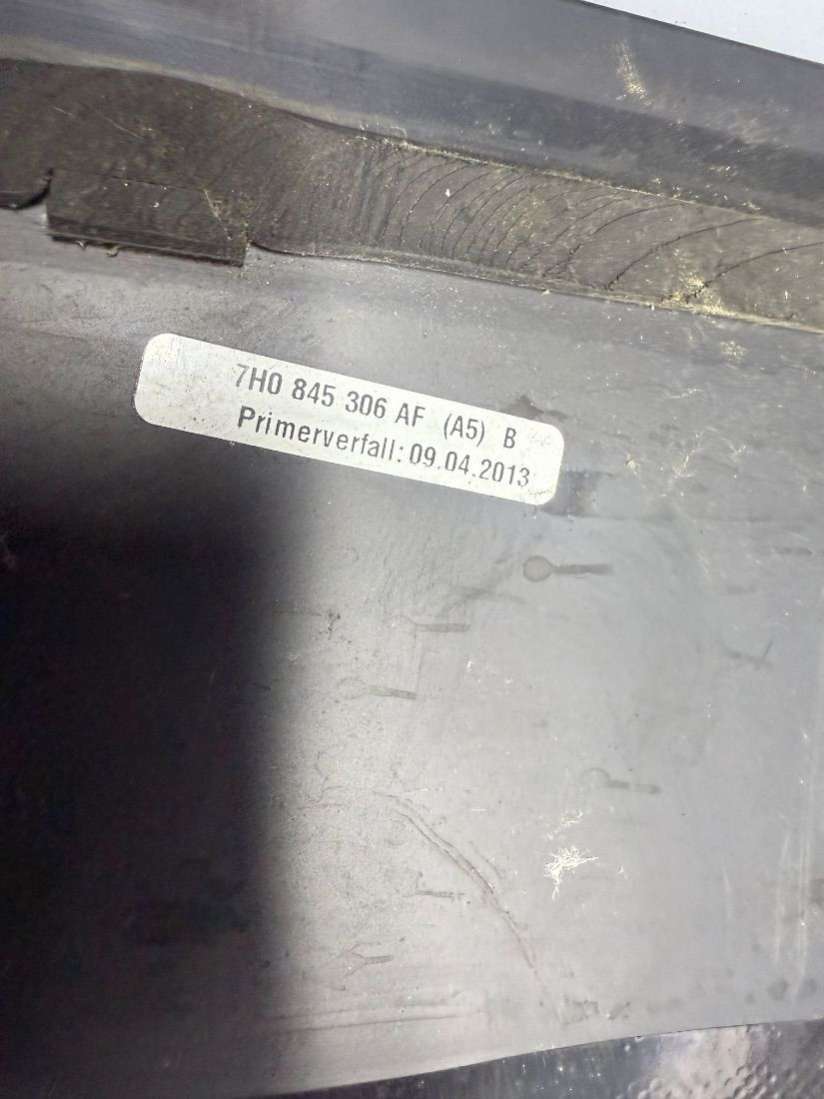 7H0 845 306 AF (A5) B
Primerverfall: 09.04.2013